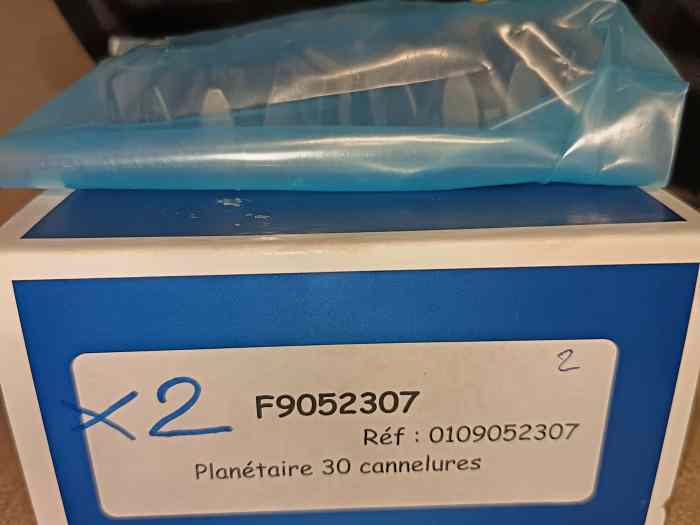 2
X2 F9052307
Réf : 0109052307
Planétaire 30 cannelures